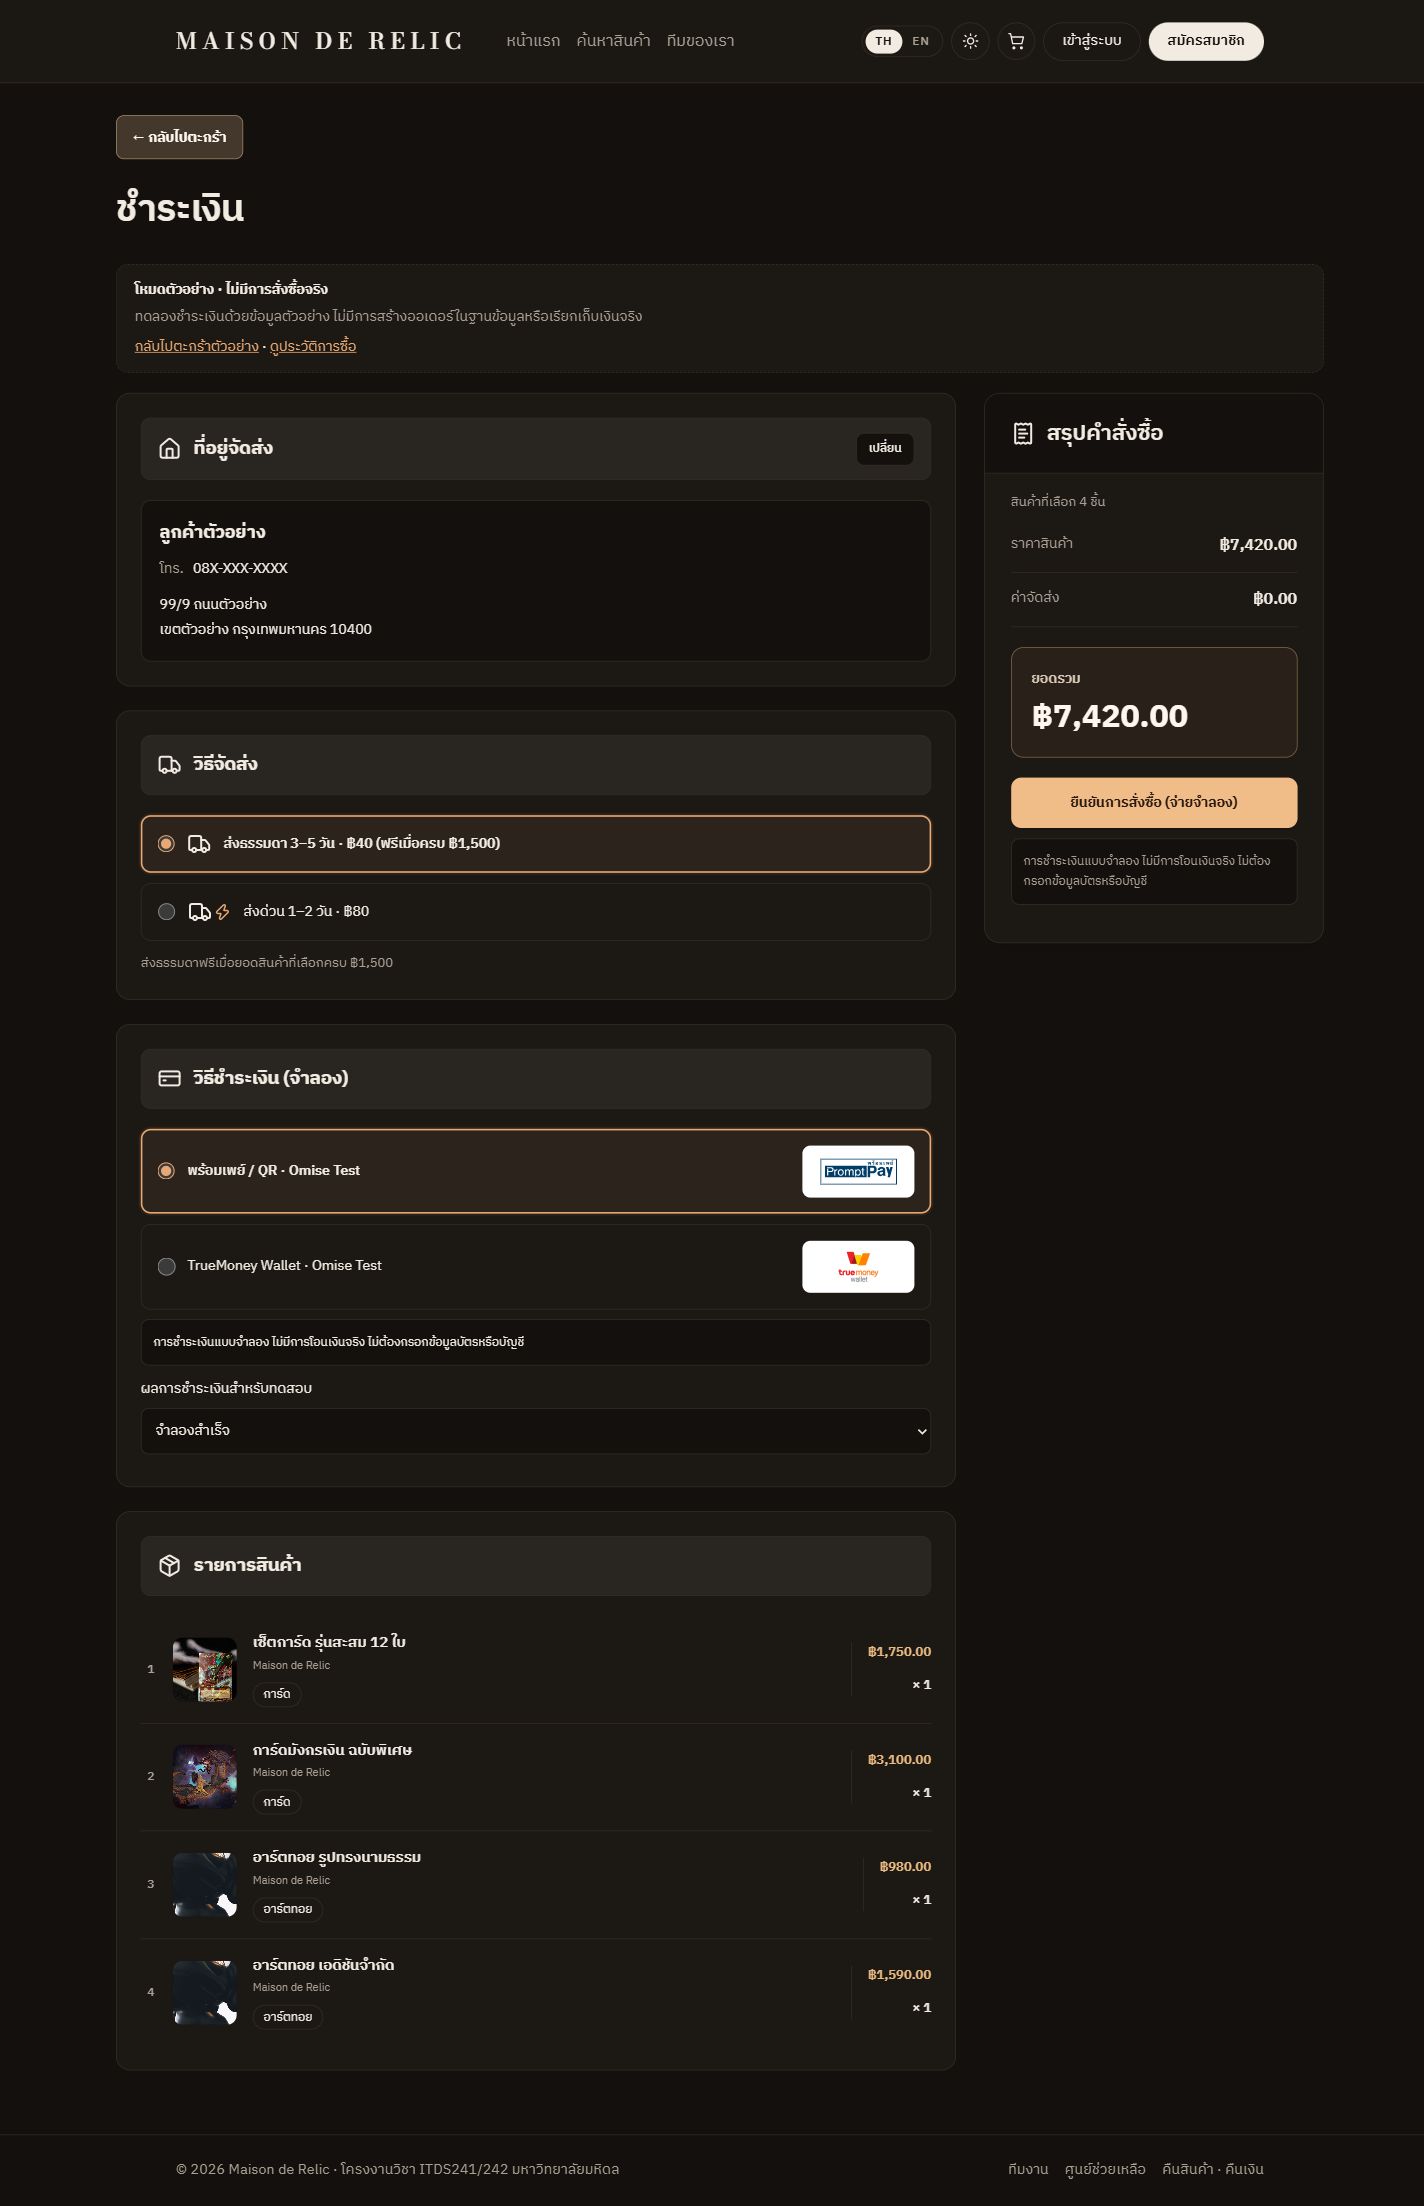 MAISON DE RELIC
หน้าแรก ค้นหาสินค้า ทีมของเรา
TH EN
เข้าสู่ระบบ
สมัครสมาชิก
← กลับไปตะกร้า
ชำระเงิน
โหมดตัวอย่าง · ไม่มีการสั่งซื้อจริง
ทดลองชำระเงินด้วยข้อมูลตัวอย่าง ไม่มีการสร้างออเดอร์ในฐานข้อมูลหรือเรียกเก็บเงินจริง
กลับไปตะกร้าตัวอย่าง · ดูประวัติการซื้อ
ที่อยู่จัดส่ง
เปลี่ยน
ลูกค้าตัวอย่าง
โทร. 08X-XXX-XXXX
99/9 ถนนตัวอย่าง
เขตตัวอย่าง กรุงเทพมหานคร 10400
วิธีจัดส่ง
ส่งธรรมดา 3–5 วัน · ฿40 (ฟรีเมื่อครบ ฿1,500)
ส่งด่วน 1–2 วัน · ฿80
ส่งธรรมดาฟรีเมื่อยอดสินค้าที่เลือกครบ ฿1,500
วิธีชำระเงิน (จำลอง)
พร้อมเพย์ / QR · Omise Test
พร้อมเพย์
PromptPay
TrueMoney Wallet · Omise Test
truemoney
wallet
การชำระเงินแบบจำลอง ไม่มีการโอนเงินจริง ไม่ต้องกรอกข้อมูลบัตรหรือบัญชี
ผลการชำระเงินสำหรับทดสอบ
จำลองสำเร็จ
รายการสินค้า
1
เซ็ตการ์ด รุ่นสะสม 12 ใบ
Maison de Relic
การ์ด
฿1,750.00
× 1
2
การ์ดมังกรเงิน ฉบับพิเศษ
Maison de Relic
การ์ด
฿3,100.00
× 1
3
อาร์ตทอย รูปทรงนามธรรม
Maison de Relic
อาร์ตทอย
฿980.00
× 1
4
อาร์ตทอย เอดิชันจำกัด
Maison de Relic
อาร์ตทอย
฿1,590.00
× 1
สรุปคำสั่งซื้อ
สินค้าที่เลือก 4 ชิ้น
ราคาสินค้า ฿7,420.00
ค่าจัดส่ง ฿0.00
ยอดรวม
฿7,420.00
ยืนยันการสั่งซื้อ (จ่ายจำลอง)
การชำระเงินแบบจำลอง ไม่มีการโอนเงินจริง ไม่ต้อง
กรอกข้อมูลบัตรหรือบัญชี
© 2026 Maison de Relic · โครงงานวิชา ITDS241/242 มหาวิทยาลัยมหิดล
ทีมงาน ศูนย์ช่วยเหลือ คืนสินค้า · คืนเงิน